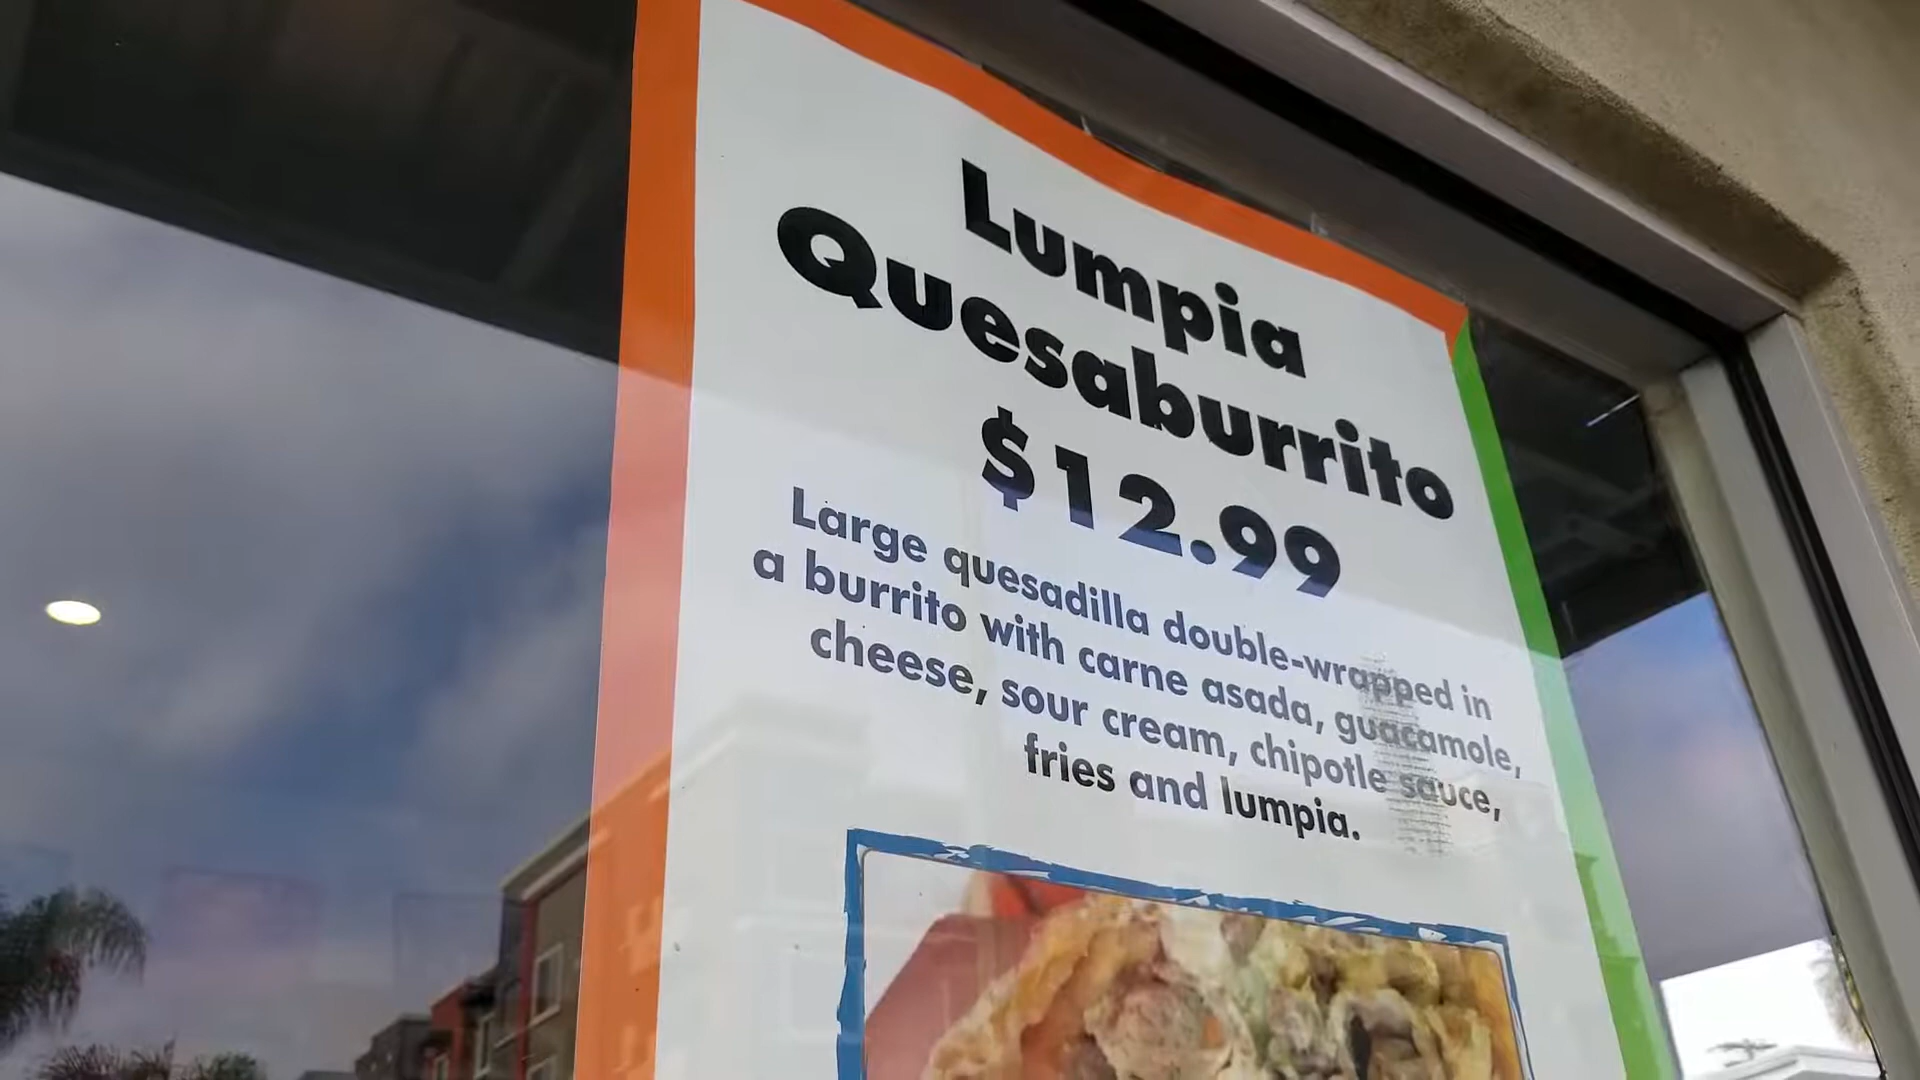 Lumpia
Quesaburrito
$12.99
Large quesadilla double-wrapped in
a burrito with carne asada, guacamole,
cheese, sour cream, chipotle sauce,
fries and lumpia.